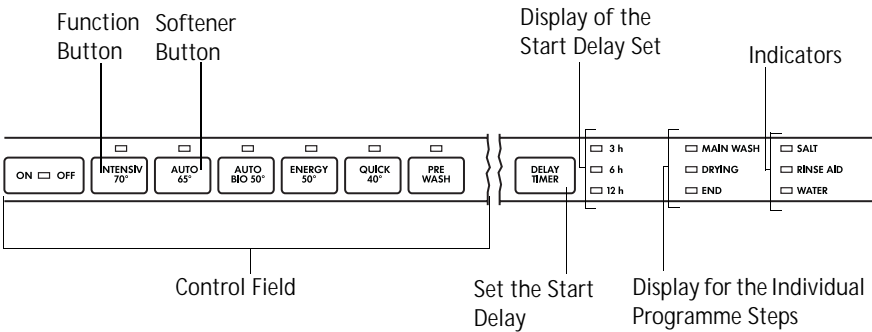 Function
Button
Softener
Button
Display of the
Start Delay Set
Indicators
ON OFF
INTENSIV
70°
AUTO
65°
AUTO
BIO 50°
ENERGY
50°
QUICK
40°
PRE
WASH
DELAY
TIMER
3 h
6 h
12 h
MAIN WASH
DRYING
END
SALT
RINSE AID
WATER
Control Field
Set the Start
Delay
Display for the Individual
Programme Steps